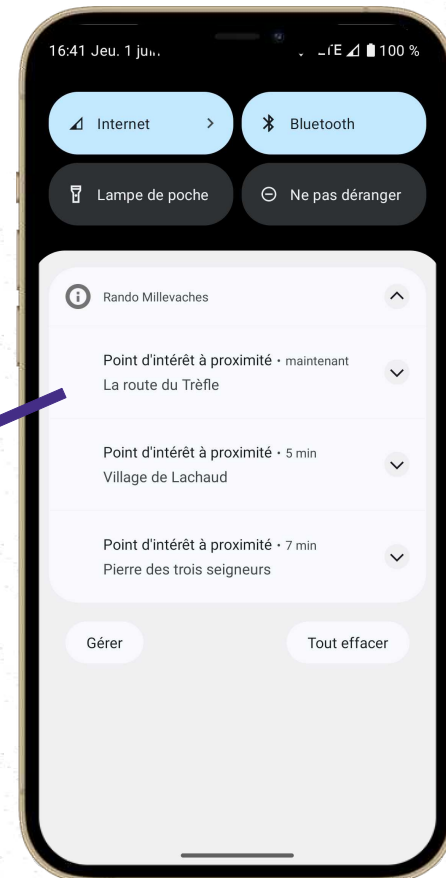 16:41 Jeu. 1 100 %
Internet Bluetooth
Lampe de poche Ne pas déranger
Rando Millevaches
Point d'intérêt à proximité • maintenant
La route du Trèfle
Point d'intérêt à proximité • 5 min
Village de Lachaud
Point d'intérêt à proximité • 7 min
Pierre des trois seigneurs
Gérer Tout effacer